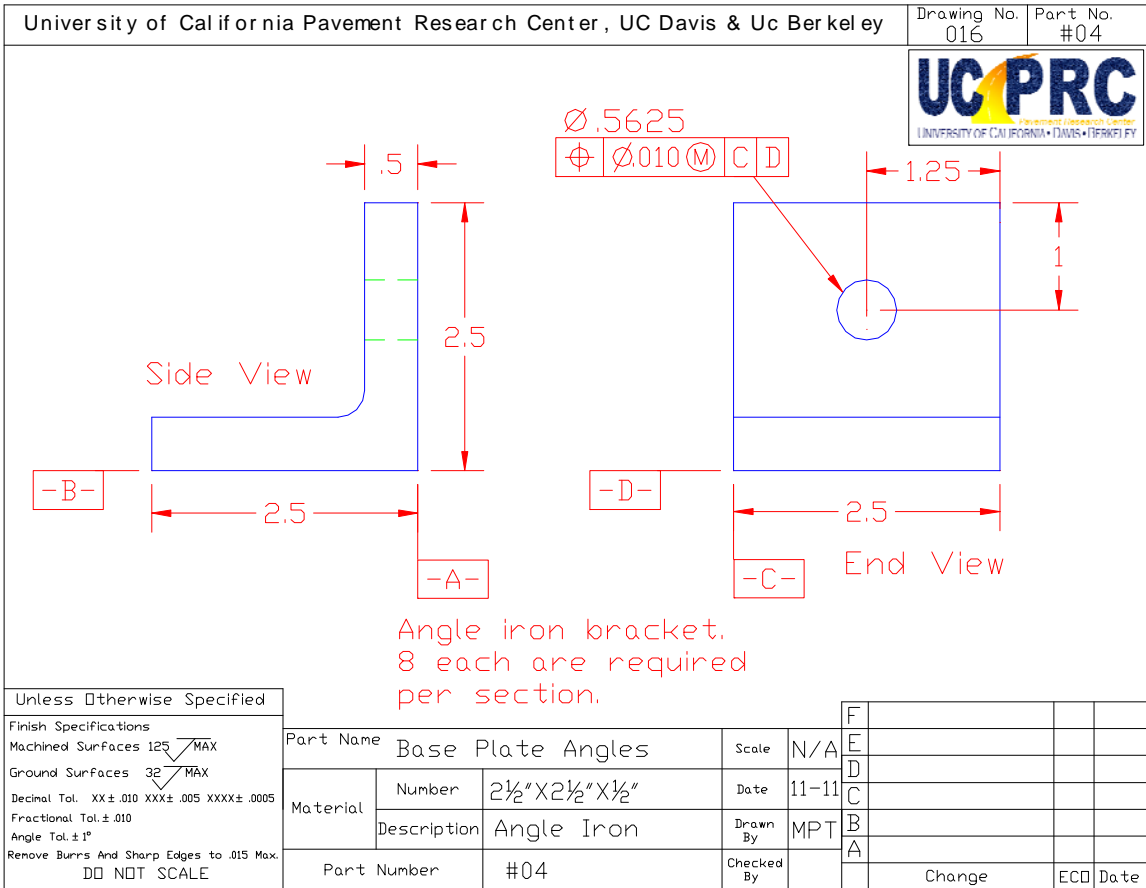 University of California Pavement Research Center, UC Davis & Uc Berkeley
Drawing No.
016
Part No.
#04
UC PRC
Pavement Research Center
UNIVERSITY OF CALIFORNIA • DAVIS • BERKELEY
Ø.5625
⌖ Ø.010 Ⓜ C D
.5
1.25
1
2.5
Side View
-B-
2.5
-A-
-D-
2.5
-C-
End View
Angle iron bracket.
8 each are required
per section.
Unless Otherwise Specified
Finish Specifications
Machined Surfaces 125 MAX
Ground Surfaces 32 MAX
Decimal Tol. XX ± .010 XXX ± .005 XXXX ± .0005
Fractional Tol. ± .010
Angle Tol. ± 1°
Remove Burrs And Sharp Edges to .015 Max.
DO NOT SCALE
Part Name Base Plate Angles
Scale N/A
Material
Number 2½"X2½"X½"
Date 11-11
Description Angle Iron
Drawn By MPT
Part Number #04
Checked By
F
E
D
C
B
A
Change ECO Date